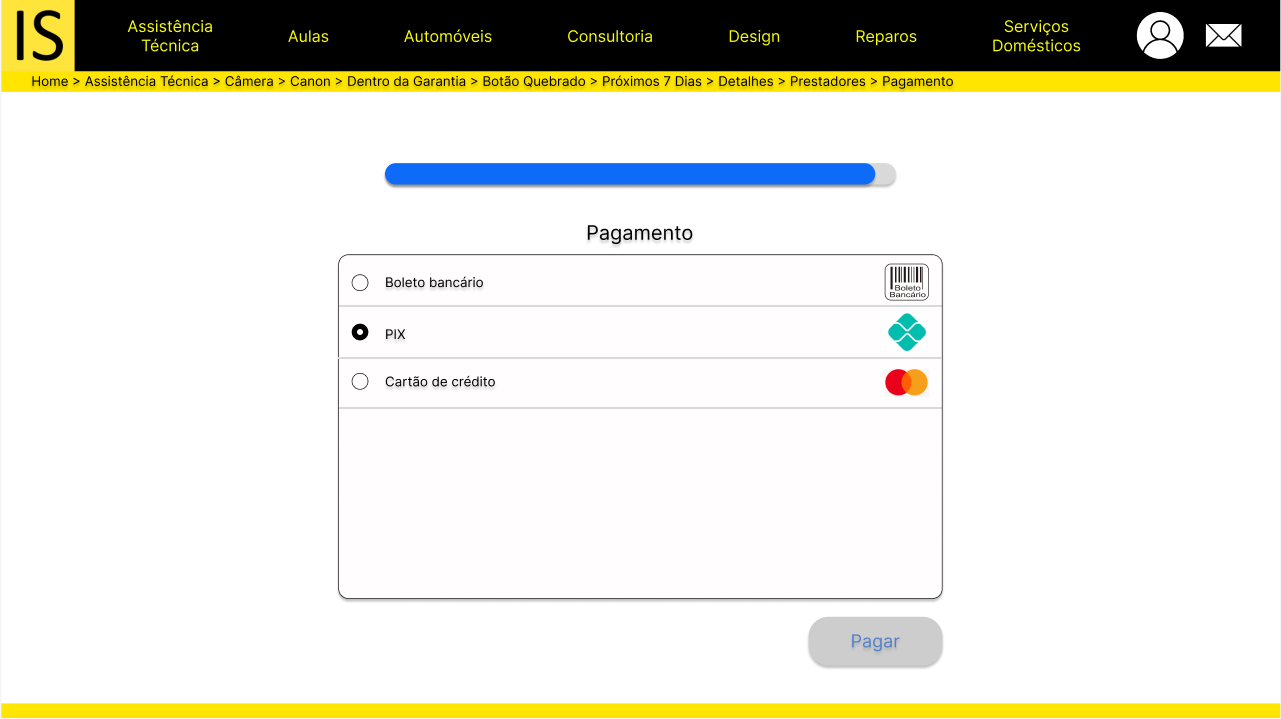 IS
Assistência
Técnica
Aulas
Automóveis
Consultoria
Design
Reparos
Serviços
Domésticos
Home > Assistência Técnica > Câmera > Canon > Dentro da Garantia > Botão Quebrado > Próximos 7 Dias > Detalhes > Prestadores > Pagamento
Pagamento
Boleto bancário
Boleto
Bancário
PIX
Cartão de crédito
Pagar